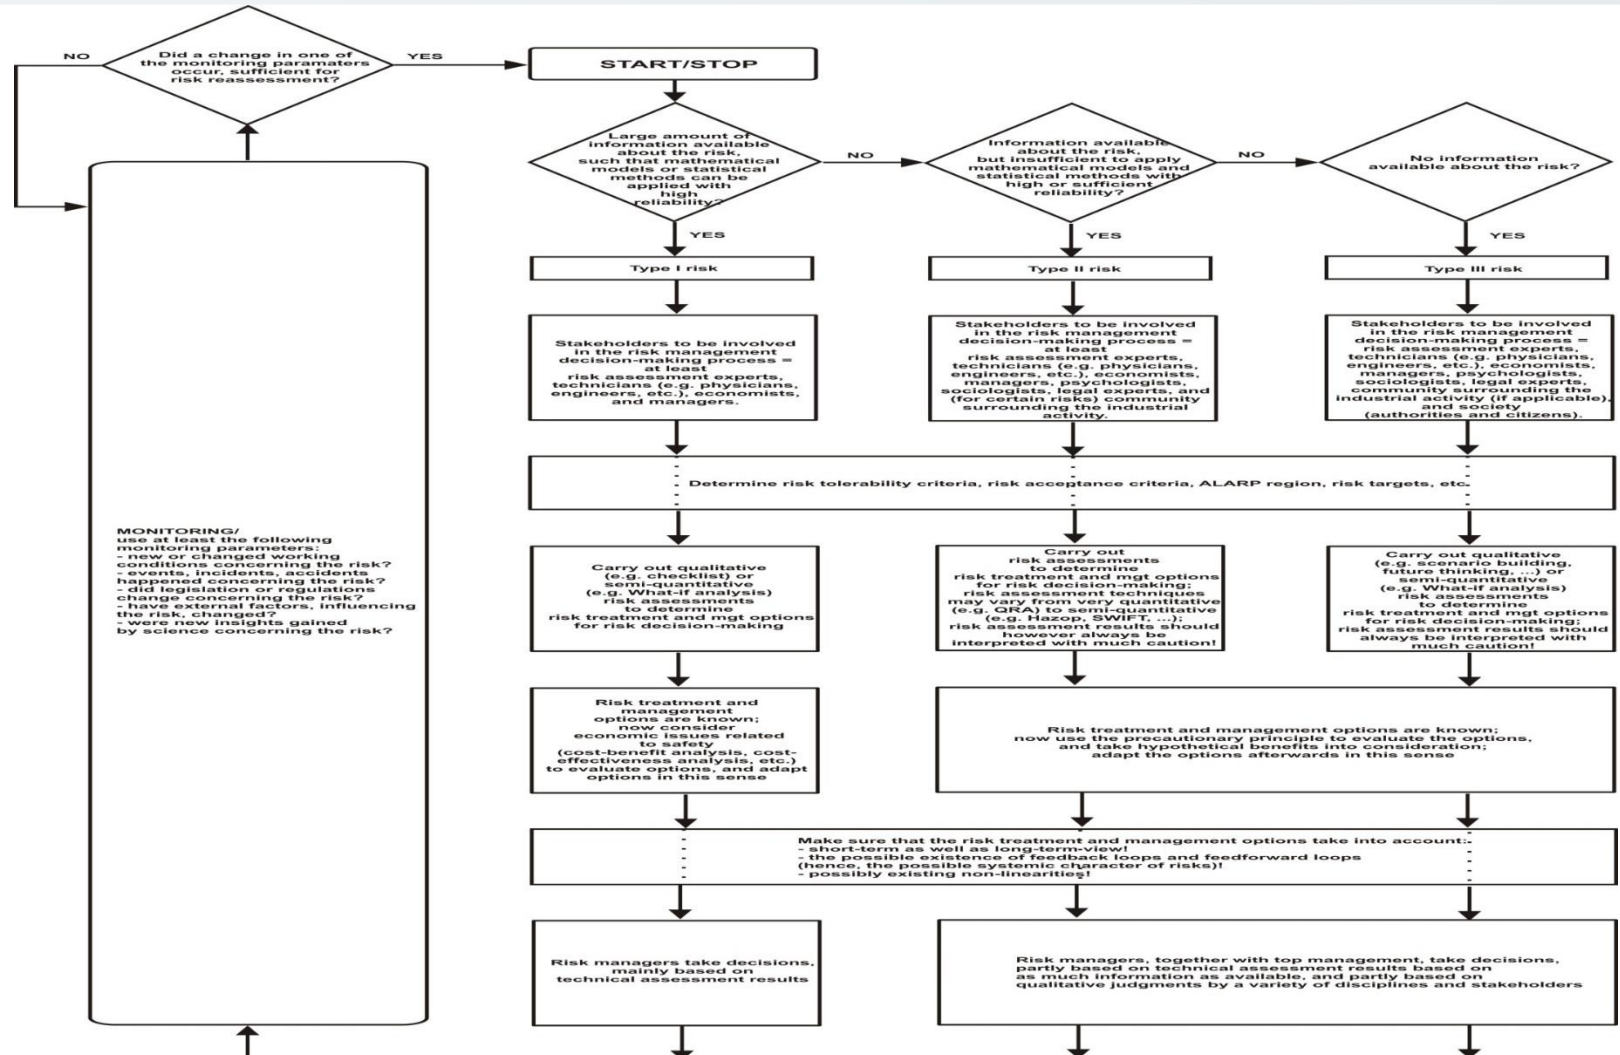 NO
Did a change in one of
the monitoring paramaters
occur, sufficient for
risk reassessment?
YES
START/STOP
Large amount of
information available
about the risk,
such that mathematical
models or statistical
methods can be
applied with
high
reliability?
NO
Information available
about the risk,
but insufficient to apply
mathematical models and
statistical methods with
high or sufficient
reliability?
NO
No information
available about the risk?
YES
YES
YES
Type I risk
Type II risk
Type III risk
Stakeholders to be involved
in the risk management
decision-making process =
at least
risk assessment experts,
technicians (e.g. physicians,
engineers, etc.), economists,
and managers.
Stakeholders to be involved
in the risk management
decision-making process =
at least
risk assessment experts,
technicians (e.g. physicians,
engineers, etc.), economists,
managers, psychologists,
sociologists, legal experts, and
(for certain risks) community
surrounding the industrial
activity.
Stakeholders to be involved
in the risk management
decision-making process =
risk assessment experts,
technicians (e.g. physicians,
engineers, etc.), economists,
managers, psychologists,
sociologists, legal experts,
community surrounding the
industrial activity (if applicable),
and society
(authorities and citizens).
Determine risk tolerability criteria, risk acceptance criteria, ALARP region, risk targets, etc.
MONITORING/
use at least the following
monitoring parameters:
- new or changed working
conditions concerning the risk?
- events, incidents, accidents
happened concerning the risk?
- did legislation or regulations
change concerning the risk?
- have external factors, influencing
the risk, changed?
- were new insights gained
by science concerning the risk?
Carry out qualitative
(e.g. checklist) or
semi-quantitative
(e.g. What-if analysis)
risk assessments
to determine
risk treatment and mgt options
for risk decision-making
Carry out
risk assessments
to determine
risk treatment and mgt options
for risk decision-making;
risk assessment techniques
may vary from very quantitative
(e.g. QRA) to semi-quantitative
(e.g. Hazop, SWIFT, ...);
risk assessment results should
however always be
interpreted with much caution!
Carry out qualitative
(e.g. scenario building,
future thinking, ...) or
semi-quantitative
(e.g. What-if analysis)
risk assessments
to determine
risk treatment and mgt options
for risk decision-making;
risk assessment results should
always be interpreted with
much caution!
Risk treatment and
management
options are known;
now consider
economic issues related
to safety
(cost-benefit analysis, cost-
effectiveness analysis, etc.)
to evaluate options, and adapt
options in this sense
Risk treatment and management options are known;
now use the precautionary principle to evaluate the options,
and take hypothetical benefits into consideration;
adapt the options afterwards in this sense
Make sure that the risk treatment and management options take into account:
- short-term as well as long-term-view!
- the possible existence of feedback loops and feedforward loops
(hence, the possible systemic character of risks)!
- possibly existing non-linearities!
Risk managers take decisions,
mainly based on
technical assessment results
Risk managers, together with top management, take decisions,
partly based on technical assessment results based on
as much information as available, and partly based on
qualitative judgments by a variety of disciplines and stakeholders